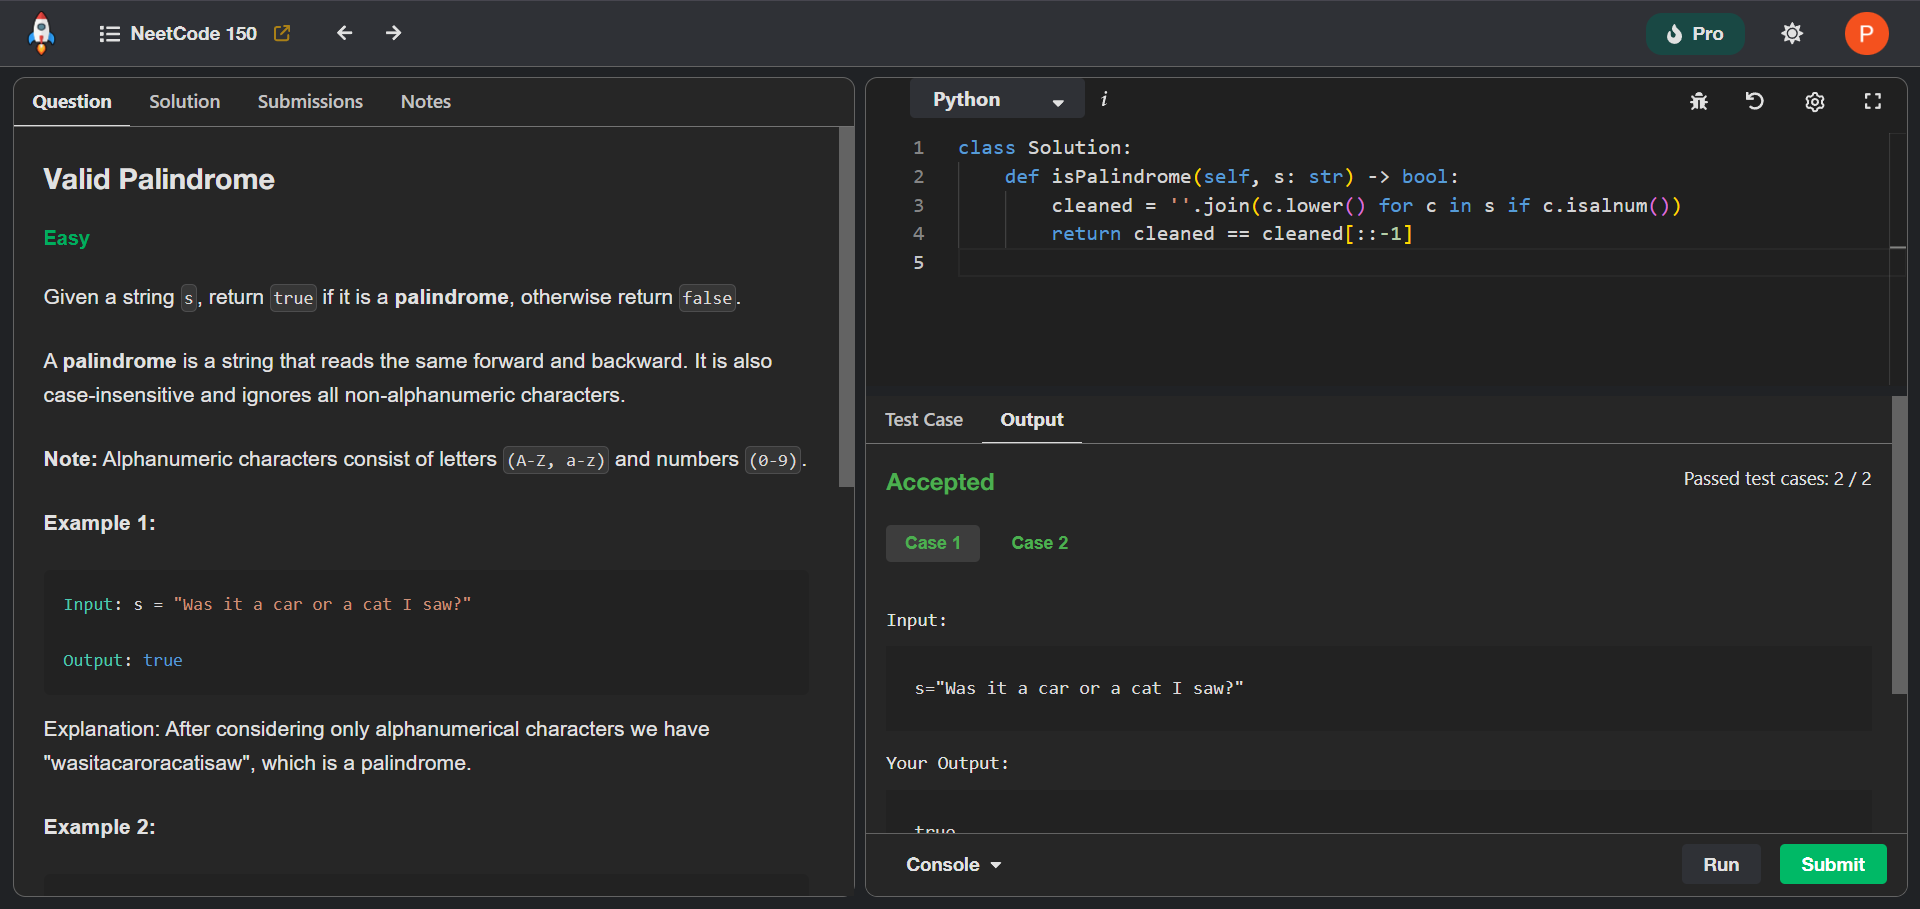 NeetCode 150
Pro
P
Question Solution Submissions Notes
Valid Palindrome
Easy
Given a string s, return true if it is a palindrome, otherwise return false.
A palindrome is a string that reads the same forward and backward. It is also
case-insensitive and ignores all non-alphanumeric characters.
Note: Alphanumeric characters consist of letters (A-Z, a-z) and numbers (0-9).
Example 1:
Input: s = "Was it a car or a cat I saw?"
Output: true
Explanation: After considering only alphanumerical characters we have
"wasitacaroracatisaw", which is a palindrome.
Example 2:
Python i
1 class Solution:
2     def isPalindrome(self, s: str) -> bool:
3         cleaned = ''.join(c.lower() for c in s if c.isalnum())
4         return cleaned == cleaned[::-1]
5
Test Case Output
Accepted
Passed test cases: 2 / 2
Case 1 Case 2
Input:
s="Was it a car or a cat I saw?"
Your Output:
true
Console
Run
Submit